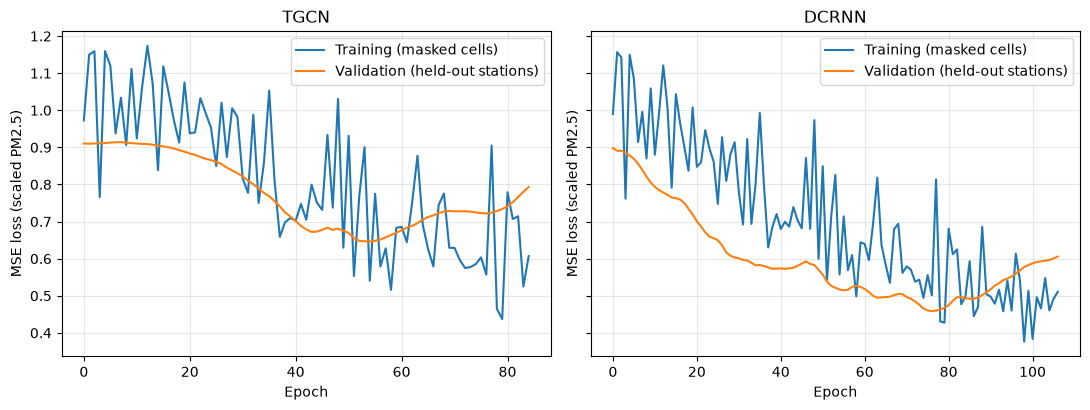 TGCN
DCRNN
Training (masked cells)
Validation (held-out stations)
Training (masked cells)
Validation (held-out stations)
MSE loss (scaled PM2.5)
MSE loss (scaled PM2.5)
1.2
1.1
1.0
0.9
0.8
0.7
0.6
0.5
0.4
0 20 40 60 80
0 20 40 60 80 100
Epoch
Epoch